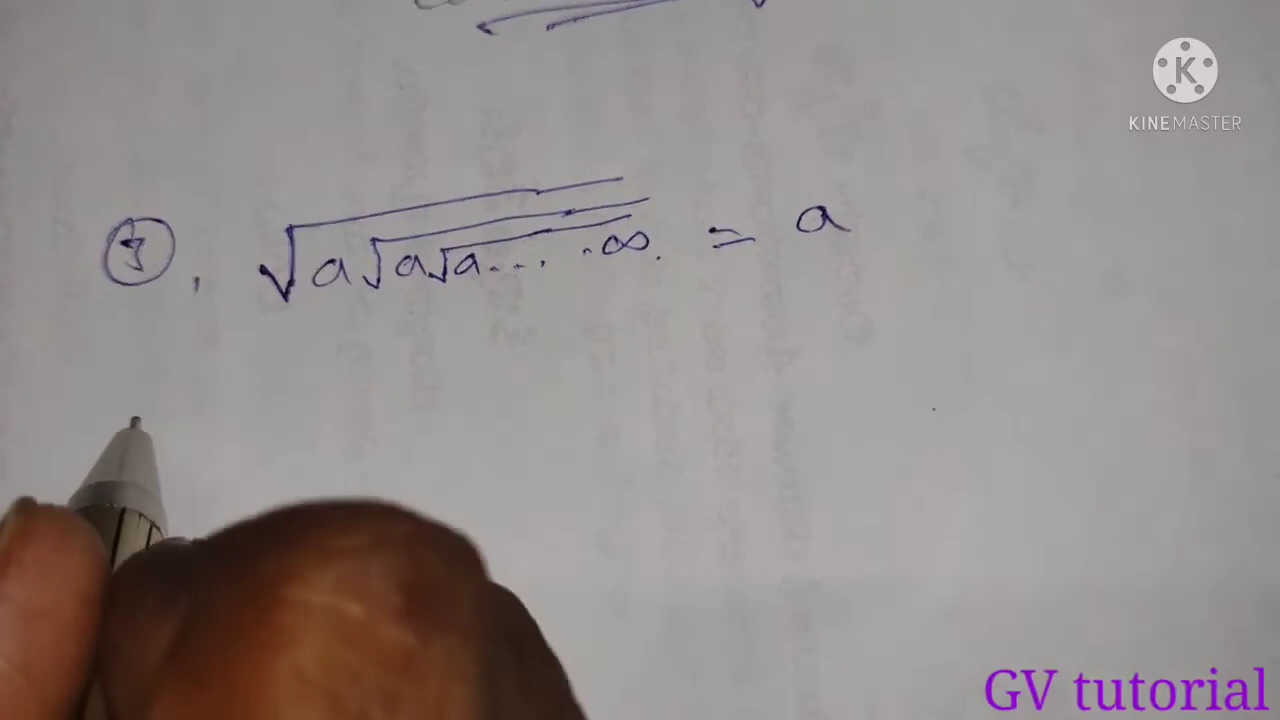 K
KINEMASTER
3, √a√a√a... .∞. = a
GV tutorial